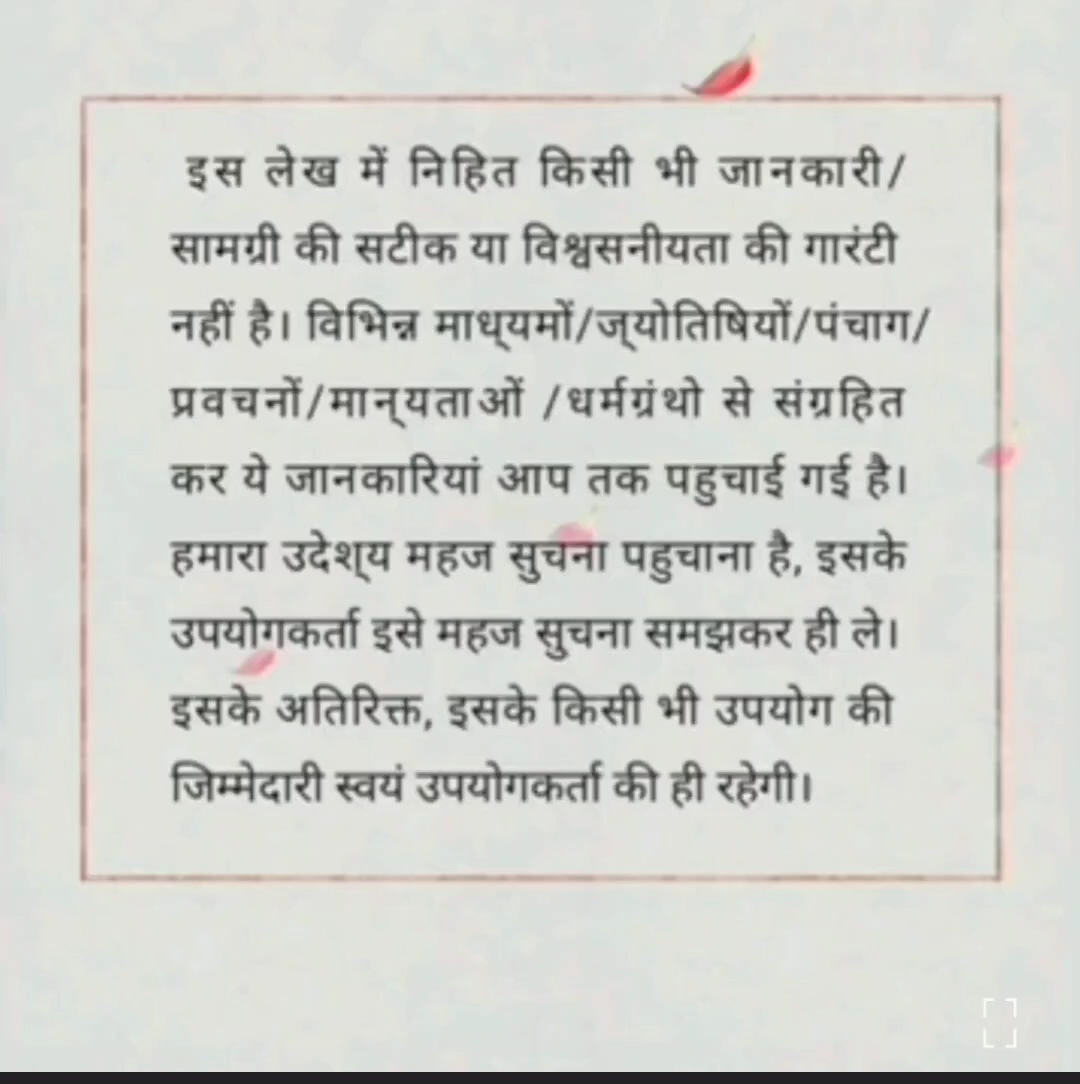 इस लेख में निहित किसी भी जानकारी/
सामग्री की सटीक या विश्वसनीयता की गारंटी
नहीं है। विभिन्न माध्यमों/ज्योतिषियों/पंचाग/
प्रवचनों/मान्यताओं /धर्मग्रंथो से संग्रहित
कर ये जानकारियां आप तक पहुचाई गई है।
हमारा उदेश्य महज सुचना पहुचाना है, इसके
उपयोगकर्ता इसे महज सुचना समझकर ही ले।
इसके अतिरिक्त, इसके किसी भी उपयोग की
जिम्मेदारी स्वयं उपयोगकर्ता की ही रहेगी।